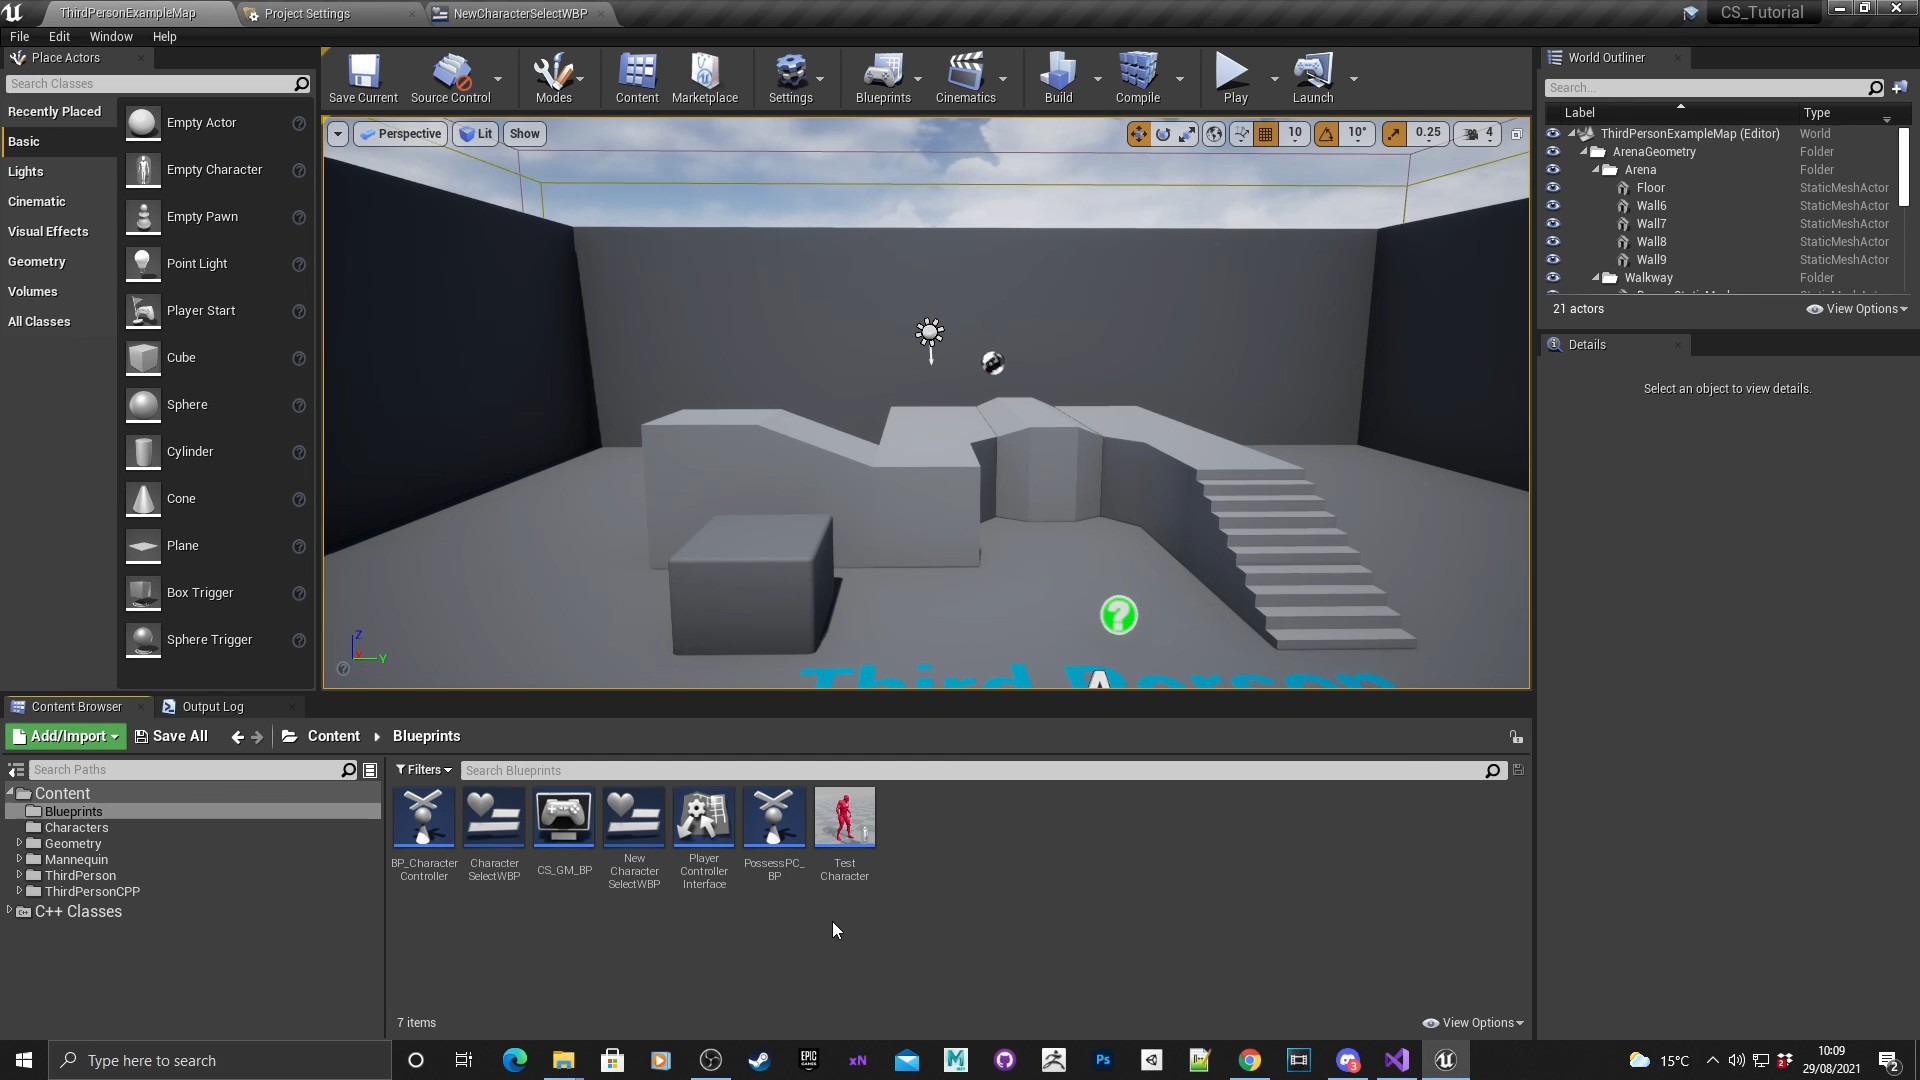 ThirdPersonExampleMap
Project Settings
NewCharacterSelectWBP
CS_Tutorial
File Edit Window Help
Place Actors
Search Classes
Recently Placed
Basic
Lights
Cinematic
Visual Effects
Geometry
Volumes
All Classes
Empty Actor
Empty Character
Empty Pawn
Point Light
Player Start
Cube
Sphere
Cylinder
Cone
Plane
Box Trigger
Sphere Trigger
Save Current
Source Control
Modes
Content
Marketplace
Settings
Blueprints
Cinematics
Build
Compile
Play
Launch
Perspective
Lit
Show
10
10°
0.25
4
Z
Y
Third Person
World Outliner
Search...
Label Type
ThirdPersonExampleMap (Editor) World
ArenaGeometry Folder
Arena Folder
Floor StaticMeshActor
Wall6 StaticMeshActor
Wall7 StaticMeshActor
Wall8 StaticMeshActor
Wall9 StaticMeshActor
Walkway Folder
21 actors
View Options
Details
Select an object to view details.
Content Browser
Output Log
Add/Import
Save All
Content
Blueprints
Search Paths
Content
Blueprints
Characters
Geometry
Mannequin
ThirdPerson
ThirdPersonCPP
C++ Classes
Filters
Search Blueprints
BP_Character
Controller
Character
SelectWBP
CS_GM_BP
New
Character
SelectWBP
Player
Controller
Interface
PossessPC_
BP
Test
Character
7 items
View Options
Type here to search
EPIC
GAMES
xN
M
Ps
3
15°C
10:09
29/08/2021
2